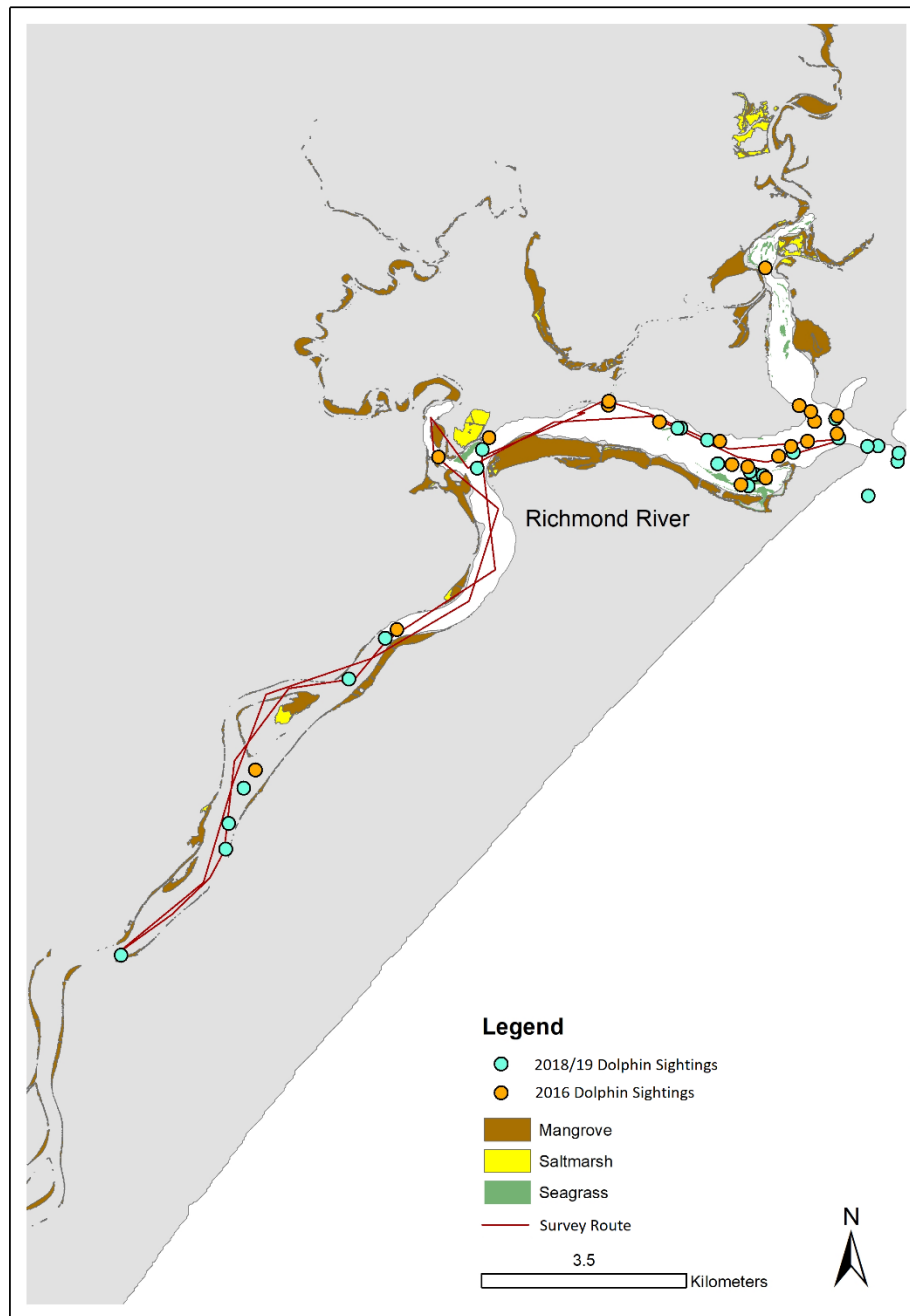 Richmond River
Legend
2018/19 Dolphin Sightings
2016 Dolphin Sightings
Mangrove
Saltmarsh
Seagrass
Survey Route
3.5
Kilometers
N